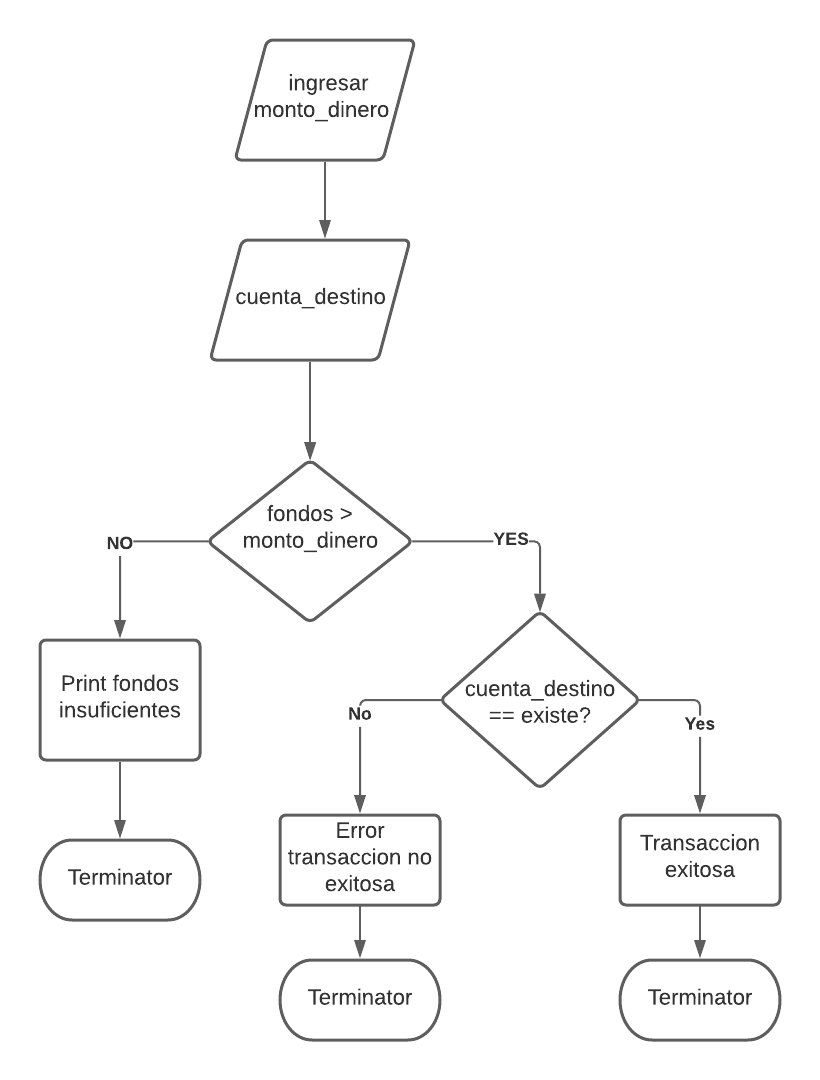 ingresar
monto_dinero
cuenta_destino
fondos >
monto_dinero
NO
YES
Print fondos
insuficientes
cuenta_destino
== existe?
No
Yes
Terminator
Error
transaccion no
exitosa
Transaccion
exitosa
Terminator
Terminator